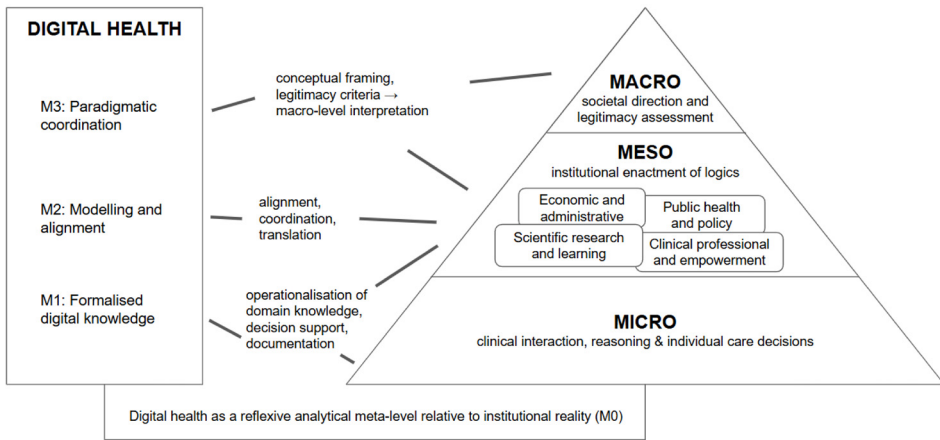 DIGITAL HEALTH
M3: Paradigmatic
coordination
M2: Modelling and
alignment
M1: Formalised
digital knowledge
conceptual framing,
legitimacy criteria →
macro-level interpretation
alignment,
coordination,
translation
operationalisation of
domain knowledge,
decision support,
documentation
MACRO
societal direction and
legitimacy assessment
MESO
institutional enactment of logics
Economic and
administrative
Public health
and policy
Scientific research
and learning
Clinical professional
and empowerment
MICRO
clinical interaction, reasoning & individual care decisions
Digital health as a reflexive analytical meta-level relative to institutional reality (M0)